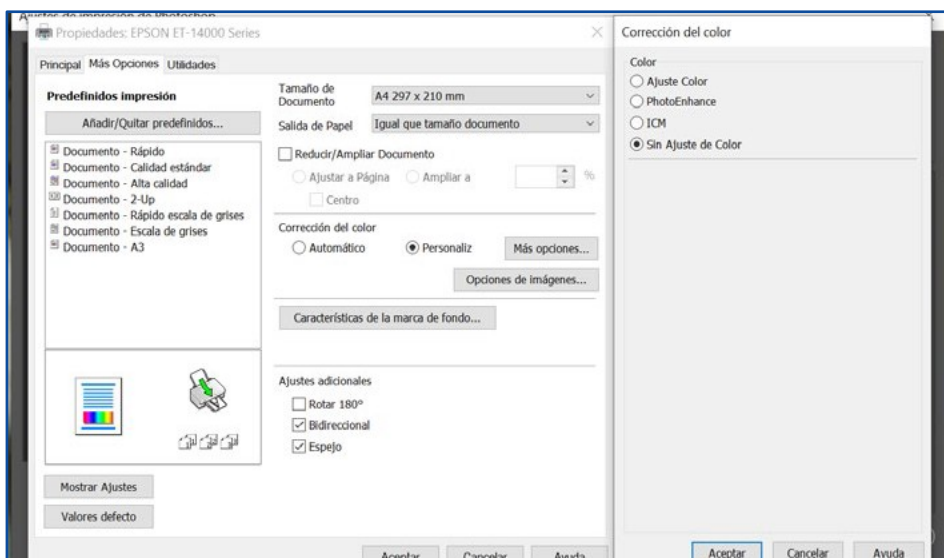 Ajustes de impresión de Photoshop
Propiedades: EPSON ET-14000 Series
Principal
Más Opciones
Utilidades
Predefinidos impresión
Añadir/Quitar predefinidos...
Documento - Rápido
Documento - Calidad estándar
Documento - Alta calidad
Documento - 2-Up
Documento - Rápido escala de grises
Documento - Escala de grises
Documento - A3
Mostrar Ajustes
Valores defecto
Tamaño de
Documento
A4 297 x 210 mm
Salida de Papel
Igual que tamaño documento
Reducir/Ampliar Documento
Ajustar a Página
Ampliar a
%
Centro
Corrección del color
Automático
Personaliz
Más opciones...
Opciones de imágenes...
Características de la marca de fondo...
Ajustes adicionales
Rotar 180°
Bidireccional
Espejo
Aceptar
Cancelar
Ayuda
Corrección del color
Color
Ajuste Color
PhotoEnhance
ICM
Sin Ajuste de Color
Aceptar
Cancelar
Ayuda